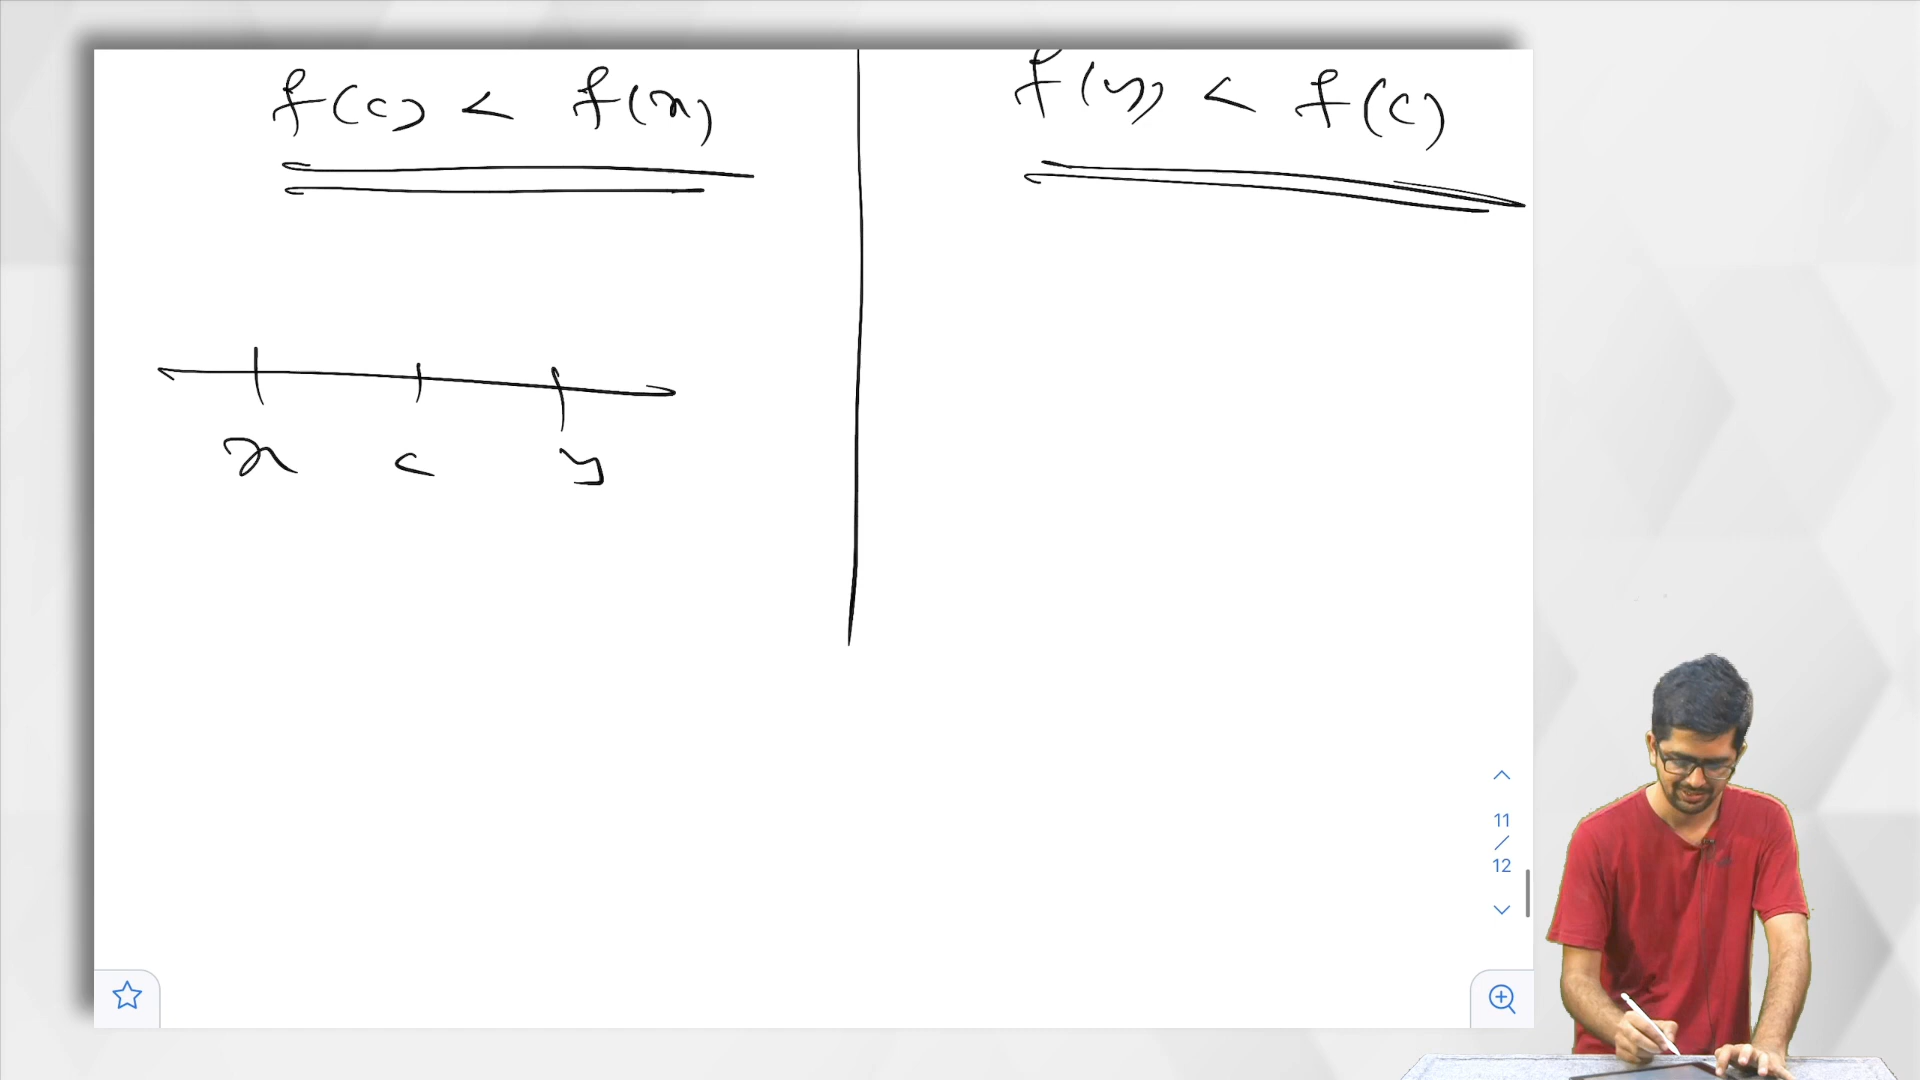 f(c) < f(x)
f(y) < f(c)
x c y
11
/
12